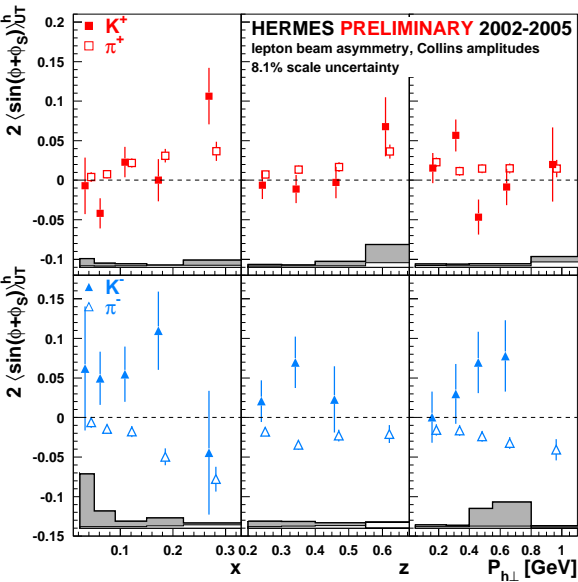 HERMES PRELIMINARY 2002-2005
lepton beam asymmetry, Collins amplitudes
8.1% scale uncertainty
K+
π+
2 ⟨sin(ϕ+ϕS)⟩hUT
0.2
0.15
0.1
0.05
0
-0.05
-0.1
K-
π-
2 ⟨sin(ϕ+ϕS)⟩hUT
0.15
0.1
0.05
0
-0.05
-0.1
-0.15
0.1 0.2 0.3 0.2 0.3 0.4 0.5 0.6 0.2 0.4 0.6 0.8 1
x z Ph⊥ [GeV]